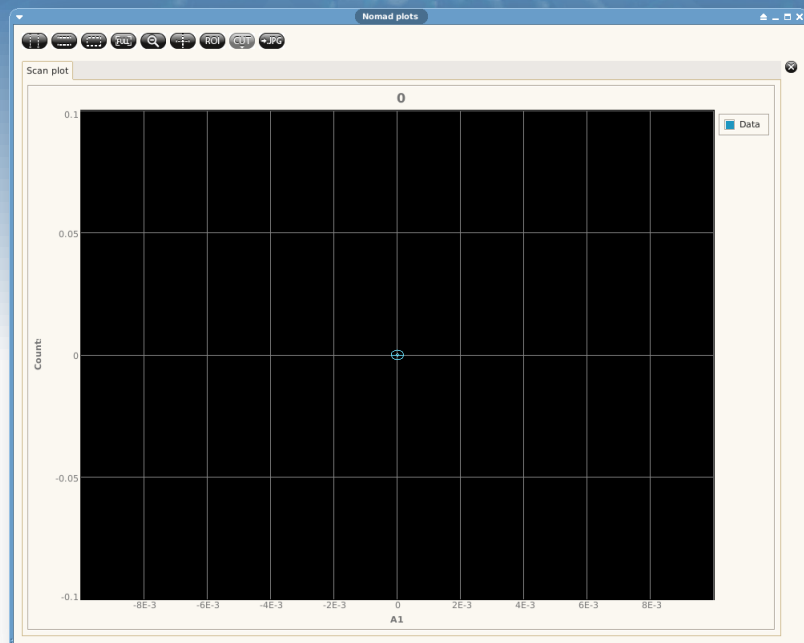 Nomad plots
FULL ROI CUT JPG
Scan plot
0
Data
0.1
0.05
0
-0.05
-0.1
Counts
-8E-3 -6E-3 -4E-3 -2E-3 0 2E-3 4E-3 6E-3 8E-3
A1